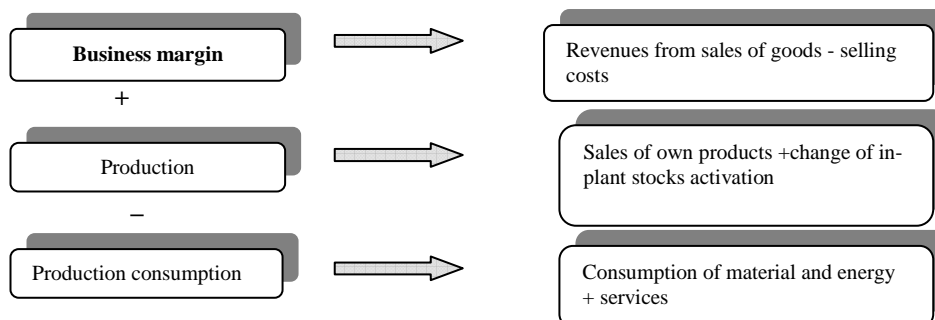 Business margin
Revenues from sales of goods - selling
costs
+
Production
Sales of own products +change of in-
plant stocks activation
–
Production consumption
Consumption of material and energy
+ services